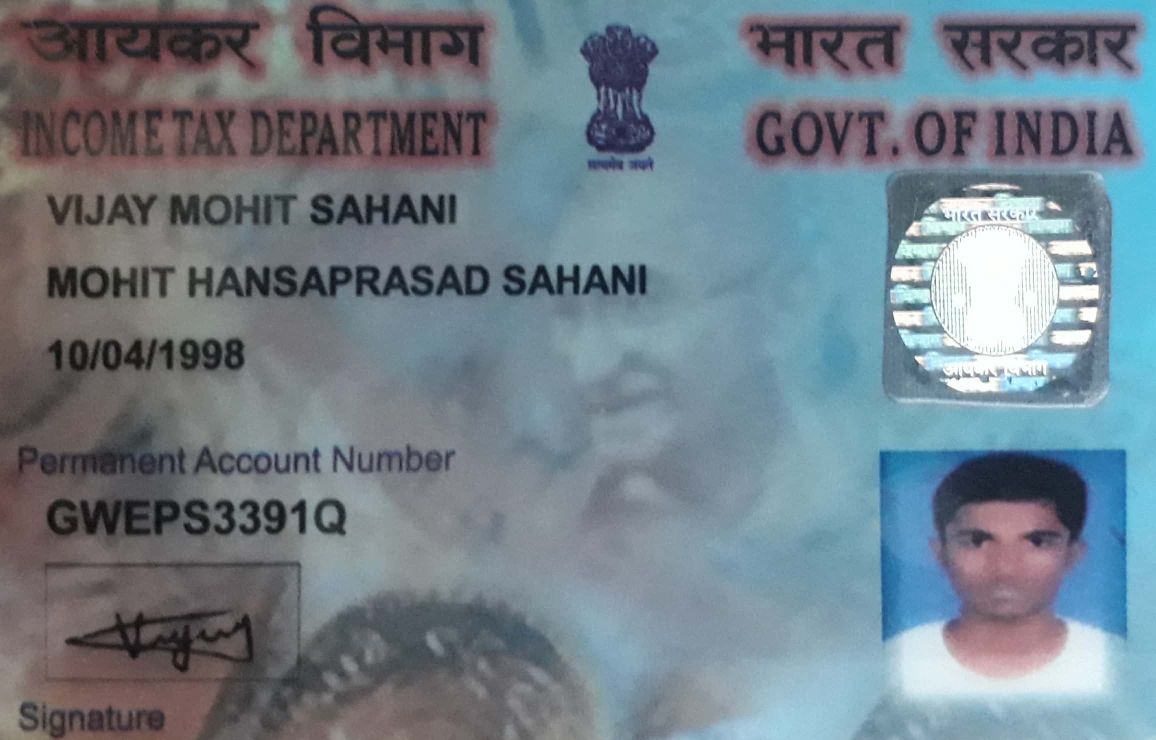 आयकर विभाग
भारत सरकार
INCOME TAX DEPARTMENT
GOVT. OF INDIA
सत्यमेव जयते
VIJAY MOHIT SAHANI
MOHIT HANSAPRASAD SAHANI
10/04/1998
भारत सरकार
आयकर विभाग
Permanent Account Number
GWEPS3391Q
Signature